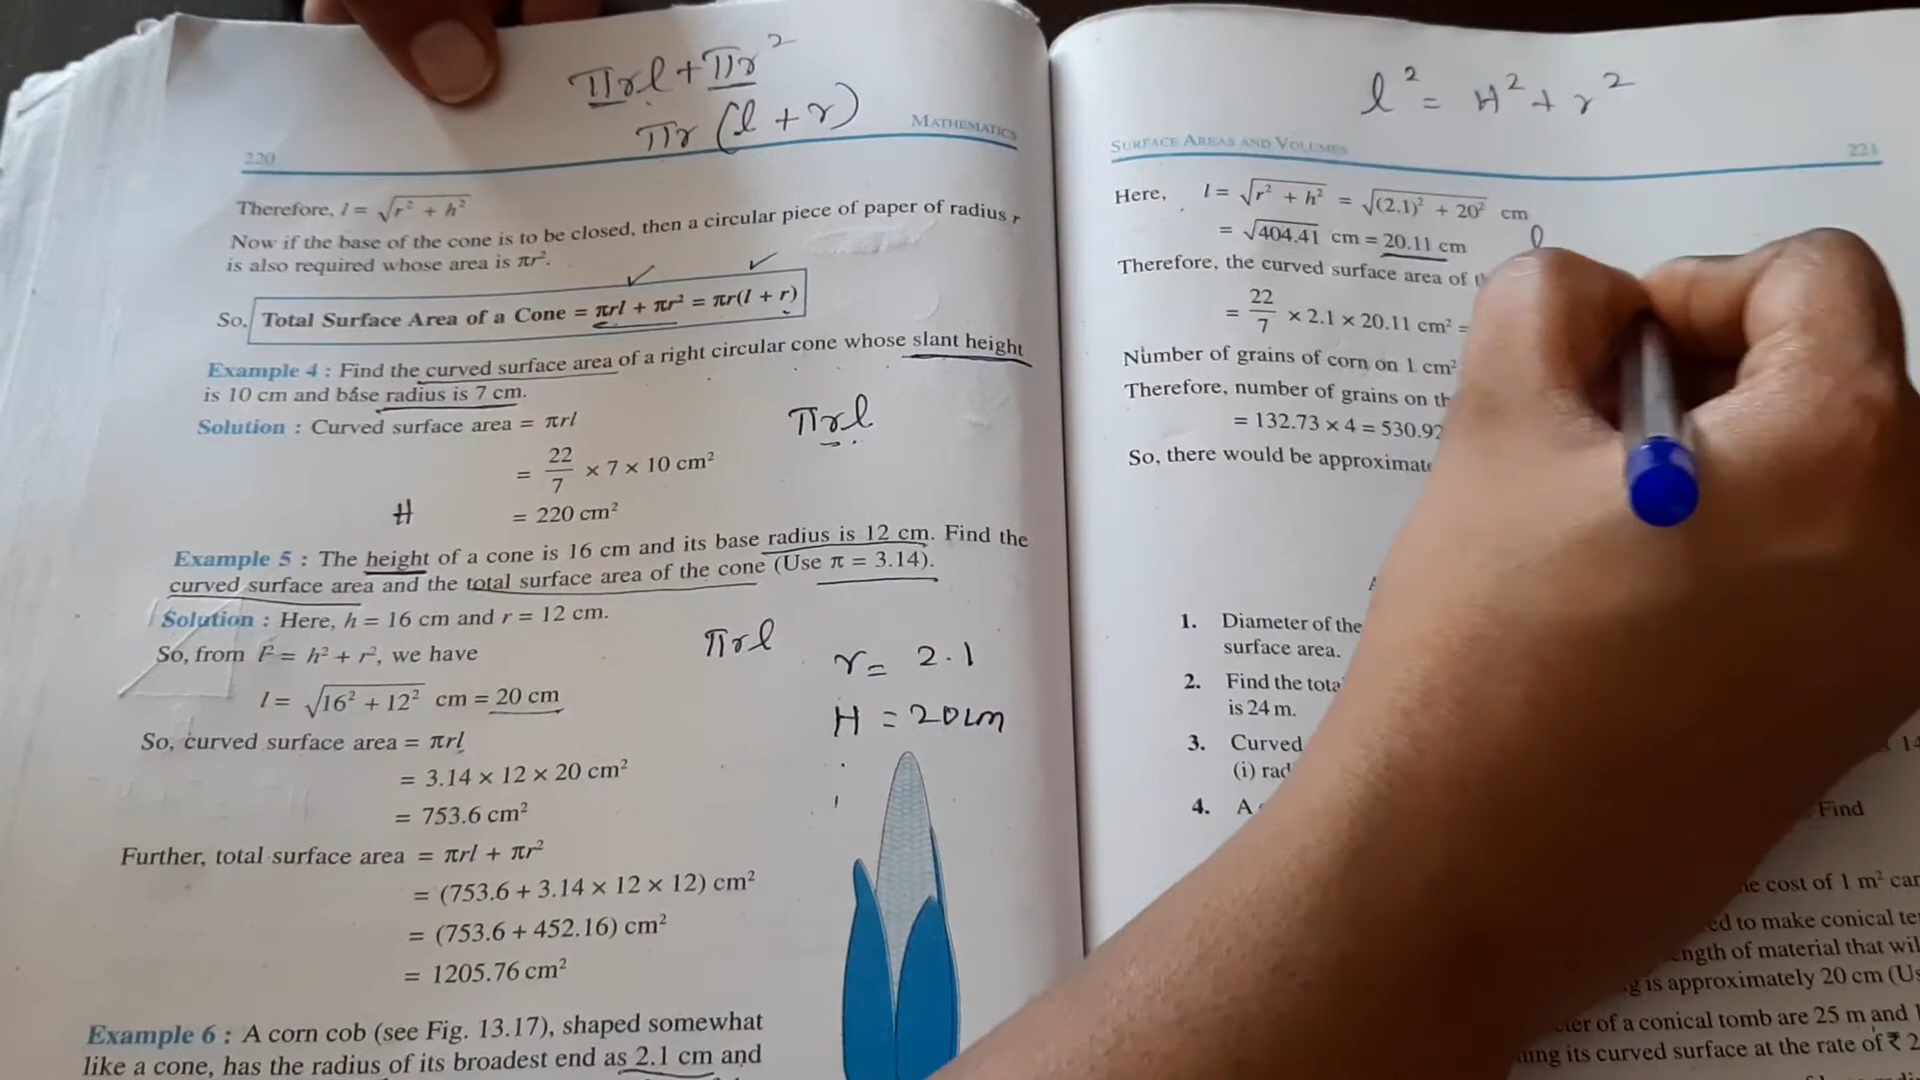 πrl + πr²
πr (l + r)
220
MATHEMATICS
Therefore, l = √r² + h²
Now if the base of the cone is to be closed, then a circular piece of paper of radius r
is also required whose area is πr².
So, Total Surface Area of a Cone = πrl + πr² = πr(l + r)
Example 4 : Find the curved surface area of a right circular cone whose slant height
is 10 cm and base radius is 7 cm.
Solution : Curved surface area = πrl
= 22/7 × 7 × 10 cm²
= 220 cm²
πrl
H
Example 5 : The height of a cone is 16 cm and its base radius is 12 cm. Find the
curved surface area and the total surface area of the cone (Use π = 3.14).
Solution : Here, h = 16 cm and r = 12 cm.
So, from l² = h² + r², we have
l = √16² + 12² cm = 20 cm
So, curved surface area = πrl
= 3.14 × 12 × 20 cm²
= 753.6 cm²
Further, total surface area = πrl + πr²
= (753.6 + 3.14 × 12 × 12) cm²
= (753.6 + 452.16) cm²
= 1205.76 cm²
πrl
r = 2.1
H = 20cm
Example 6 : A corn cob (see Fig. 13.17), shaped somewhat
like a cone, has the radius of its broadest end as 2.1 cm and
l² = H² + r²
SURFACE AREAS AND VOLUMES
221
Here, l = √r² + h² = √(2.1)² + 20² cm
= √404.41 cm = 20.11 cm
l
Therefore, the curved surface area of
= 22/7 × 2.1 × 20.11 cm² =
Number of grains of corn on 1 cm²
Therefore, number of grains on
= 132.73 × 4 = 530.92
So, there would be
1. Diameter of the
surface area.
2. Find the
is 24 m.
3. Curved
(i)
14
4. A
Find
cost of 1 m²
to make conical
of material that
is approximately 20 cm
of a conical tomb are 25 m and
its curved surface at the rate of ₹ 2